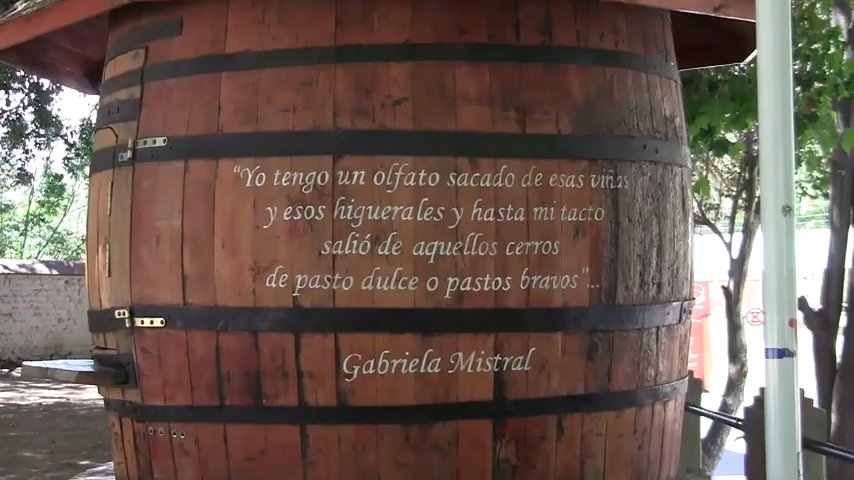 "Yo tengo un olfato sacado de esas viñas
y esos higuerales y hasta mi tacto
salió de aquellos cerros
de pasto dulce o pastos bravos"...
Gabriela Mistral